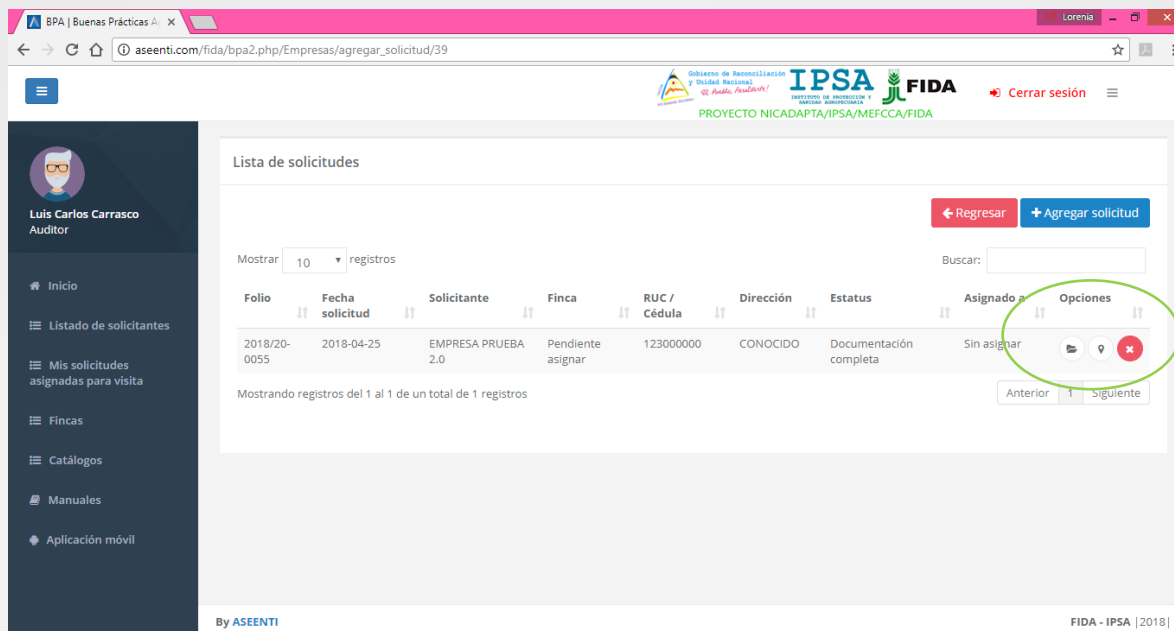 BPA | Buenas Prácticas A
Lorenia
aseenti.com/fida/bpa2.php/Empresas/agregar_solicitud/39
Gobierno de Reconciliación
y Unidad Nacional
El Pueblo, Presidente!
IPSA
INSTITUTO DE PROTECCIÓN Y
SANIDAD AGROPECUARIA
FIDA
PROYECTO NICADAPTA/IPSA/MEFCCA/FIDA
Cerrar sesión
Luis Carlos Carrasco
Auditor
Inicio
Listado de solicitantes
Mis solicitudes
asignadas para visita
Fincas
Catálogos
Manuales
Aplicación móvil
Lista de solicitudes
Regresar
Agregar solicitud
Mostrar 10 registros
Buscar:
Folio Fecha solicitud Solicitante Finca RUC / Cédula Dirección Estatus Asignado a Opciones
2018/20-0055 2018-04-25 EMPRESA PRUEBA 2.0 Pendiente asignar 123000000 CONOCIDO Documentación completa Sin asignar
Mostrando registros del 1 al 1 de un total de 1 registros
Anterior 1 Siguiente
By ASEENTI
FIDA - IPSA |2018|